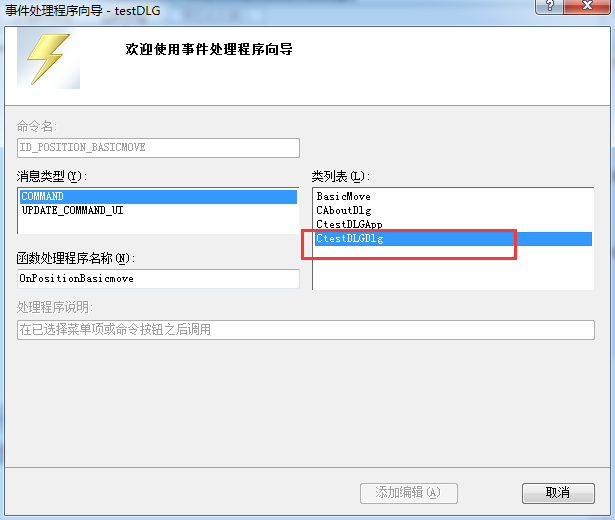 事件处理程序向导 - testDLG
欢迎使用事件处理程序向导
命令名:
ID_POSITION_BASICMOVE
消息类型(Y):
COMMAND
UPDATE_COMMAND_UI
类列表(L):
BasicMove
CAboutDlg
CtestDLGApp
CtestDLGDlg
函数处理程序名称(N):
OnPositionBasicmove
处理程序说明:
在已选择菜单项或命令按钮之后调用
添加编辑(A)
取消